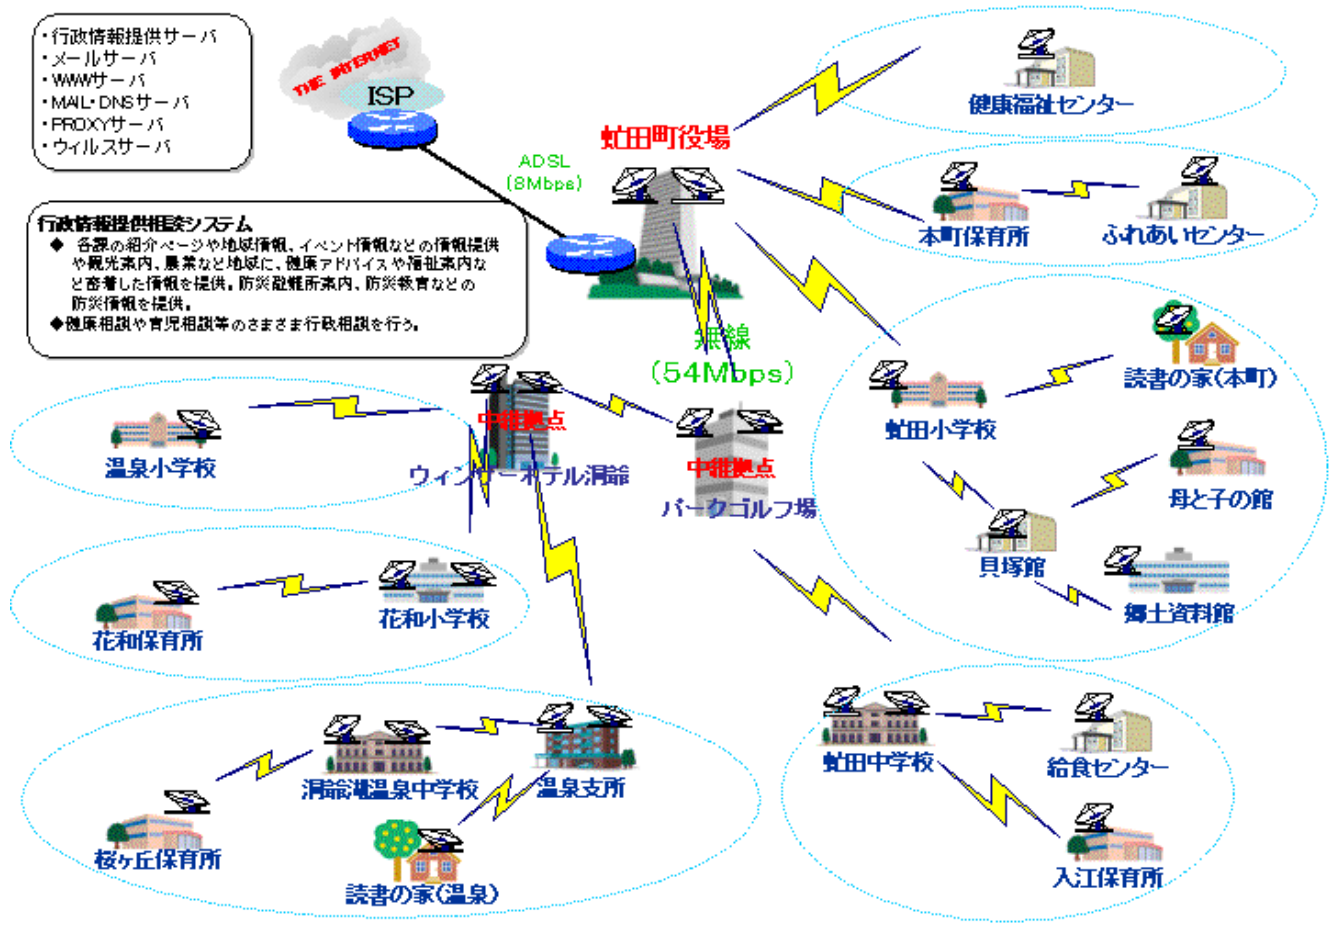 ・行政情報提供サーバ
・メールサーバ
・WWWサーバ
・MAIL・DNSサーバ
・PROXYサーバ
・ウィルスサーバ
THE INTERNET
ISP
ADSL
(8Mbps)
虻田町役場
健康福祉センター
本町保育所
ふれあいセンター
行政情報提供相談システム
◆ 各課の紹介ページや地域情報、イベント情報などの情報提供
や観光案内、農業など地域に、健康アドバイスや福祉案内な
ど密着した情報を提供。防災避難所案内、防災教育などの
防災情報を提供。
◆健康相談や育児相談等のさまざま行政相談を行う。
無線
(54Mbps)
読書の家(本町)
虻田小学校
母と子の館
貝塚館
郷土資料館
中継拠点
ウィンザーホテル洞爺
中継拠点
パークゴルフ場
温泉小学校
花和小学校
花和保育所
洞爺湖温泉中学校
温泉支所
桜ヶ丘保育所
読書の家(温泉)
虻田中学校
給食センター
入江保育所